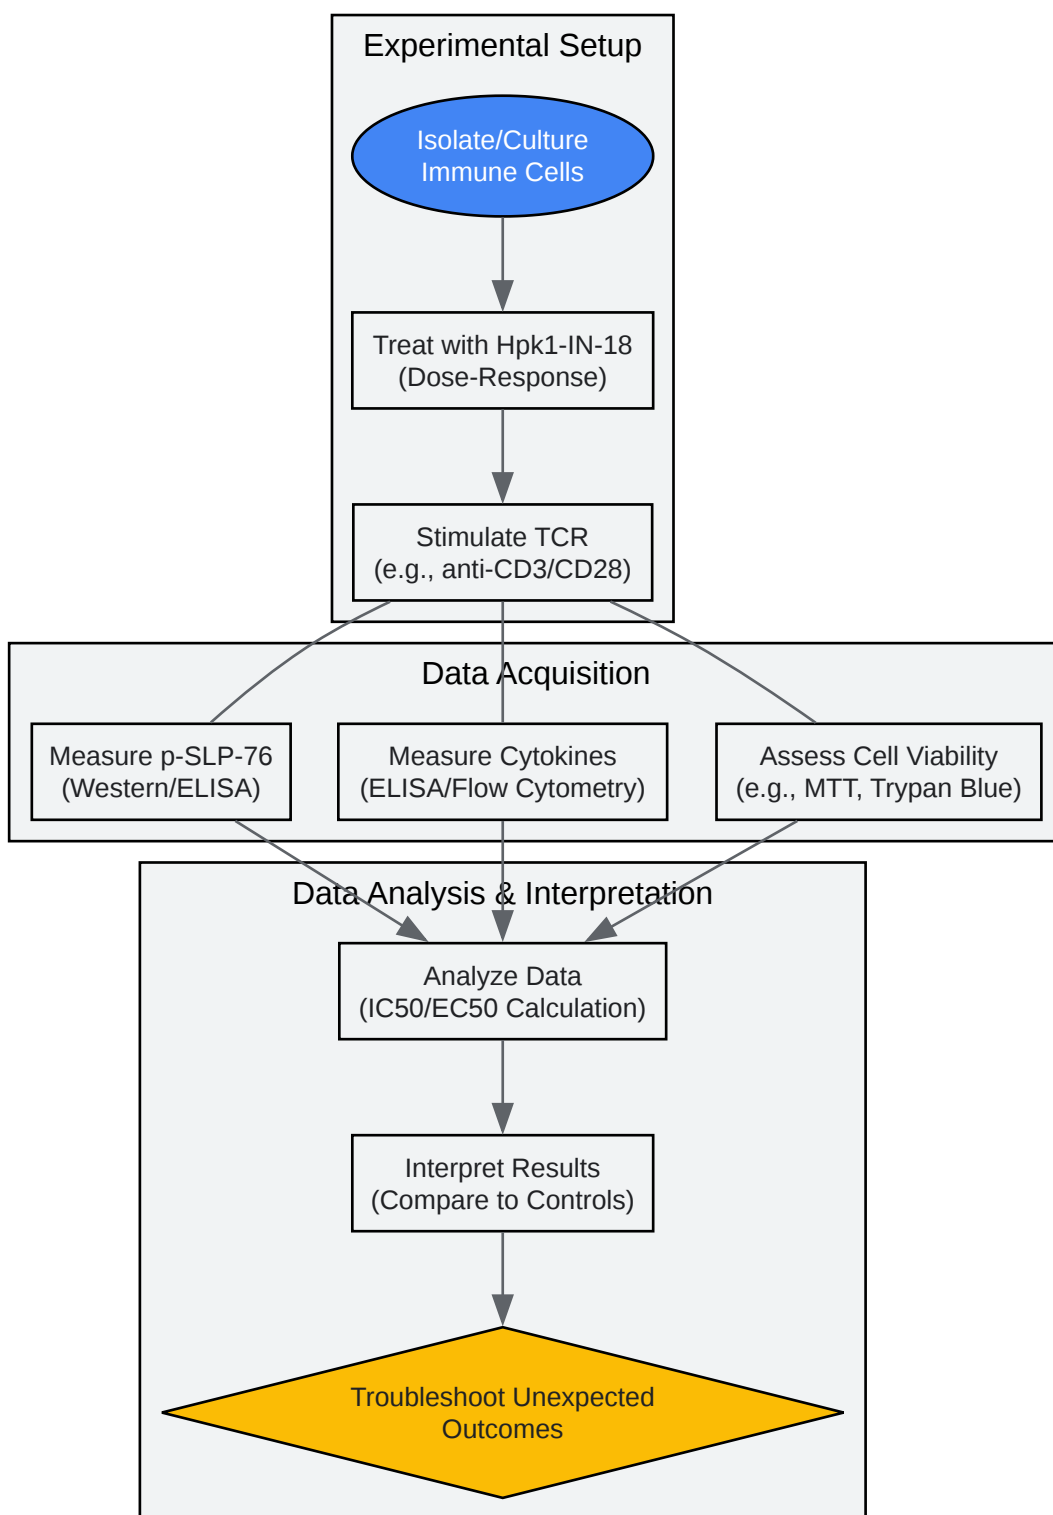 Experimental Setup
Isolate/Culture
Immune Cells
Treat with Hpk1-IN-18
(Dose-Response)
Stimulate TCR
(e.g., anti-CD3/CD28)
Data Acquisition
Measure p-SLP-76
(Western/ELISA)
Measure Cytokines
(ELISA/Flow Cytometry)
Assess Cell Viability
(e.g., MTT, Trypan Blue)
Data Analysis & Interpretation
Analyze Data
(IC50/EC50 Calculation)
Interpret Results
(Compare to Controls)
Troubleshoot Unexpected
Outcomes